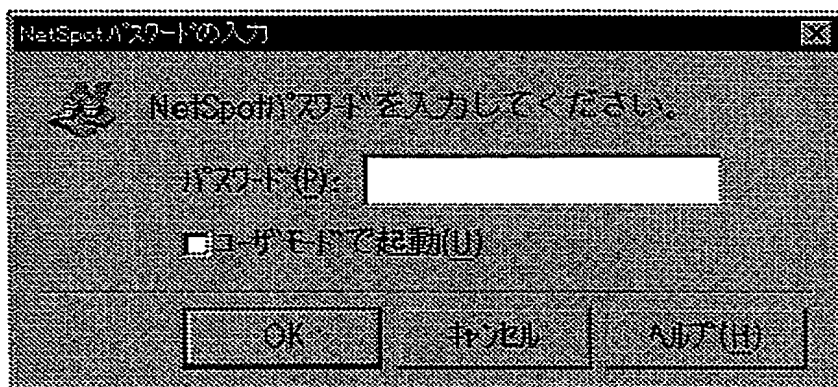 NetSpotパスワードの入力
NetSpotパスワードを入力してください。
パスワード(P):
ユーザモードで起動(U)
OK キャンセル ヘルプ(H)